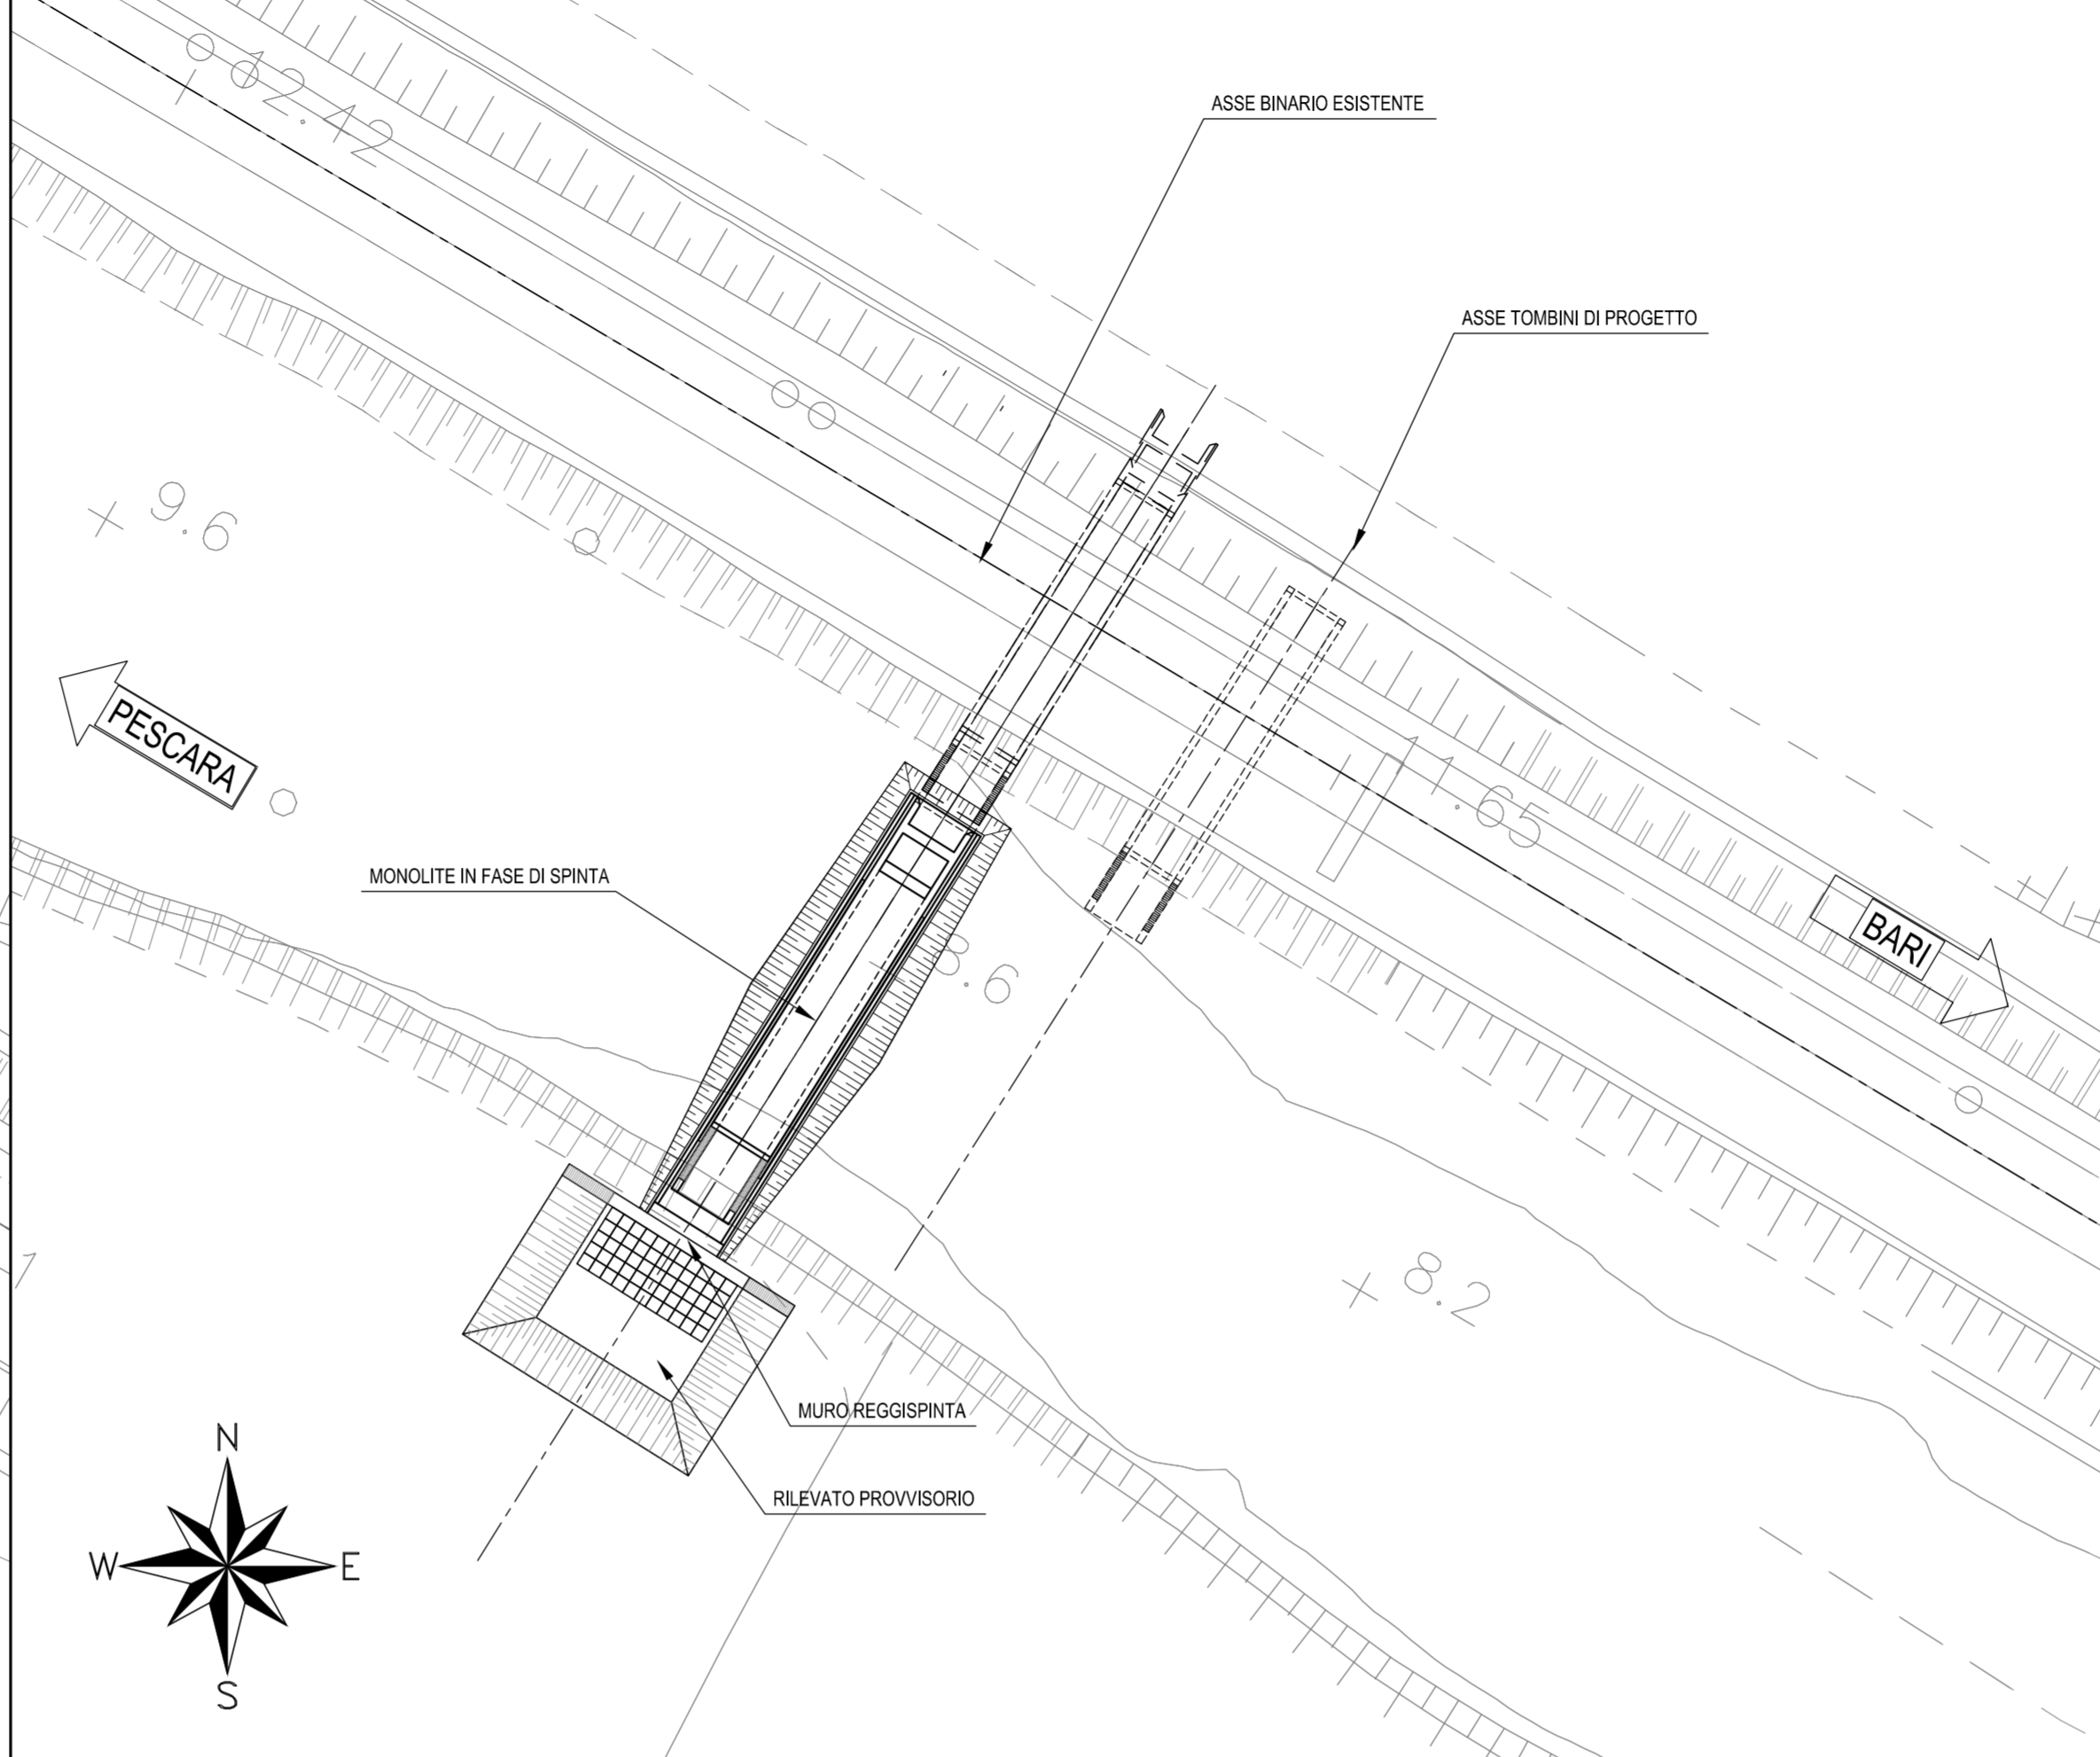 12.12
ASSE BINARIO ESISTENTE
ASSE TOMBINI DI PROGETTO
9.6
PESCARA
11.65
MONOLITE IN FASE DI SPINTA
BARI
8.6
8.2
MURO REGGISPINTA
N
RILEVATO PROVVISORIO
W
E
S